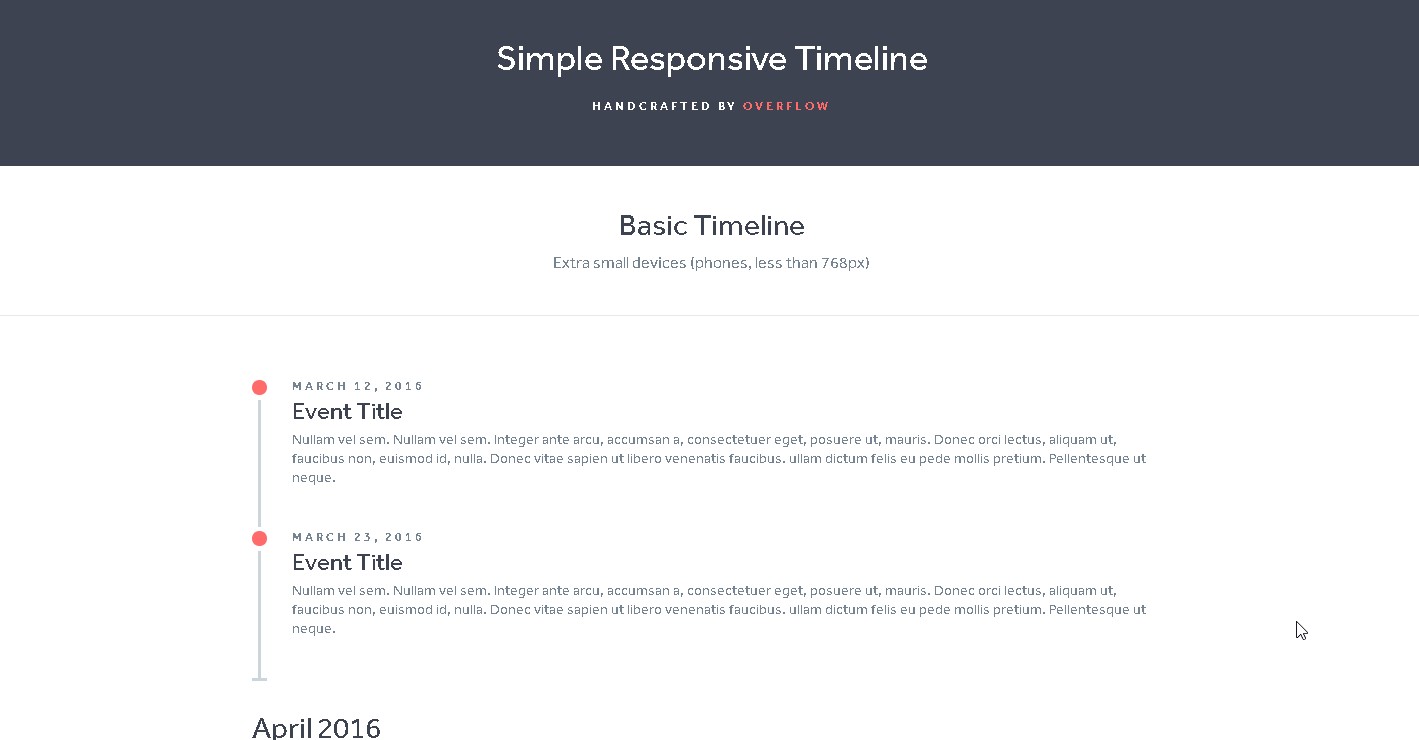 Simple Responsive Timeline
HANDCRAFTED BY OVERFLOW
Basic Timeline
Extra small devices (phones, less than 768px)
MARCH 12, 2016
Event Title
Nullam vel sem. Nullam vel sem. Integer ante arcu, accumsan a, consectetuer eget, posuere ut, mauris. Donec orci lectus, aliquam ut,
faucibus non, euismod id, nulla. Donec vitae sapien ut libero venenatis faucibus. ullam dictum felis eu pede mollis pretium. Pellentesque ut
neque.
MARCH 23, 2016
Event Title
Nullam vel sem. Nullam vel sem. Integer ante arcu, accumsan a, consectetuer eget, posuere ut, mauris. Donec orci lectus, aliquam ut,
faucibus non, euismod id, nulla. Donec vitae sapien ut libero venenatis faucibus. ullam dictum felis eu pede mollis pretium. Pellentesque ut
neque.
April 2016